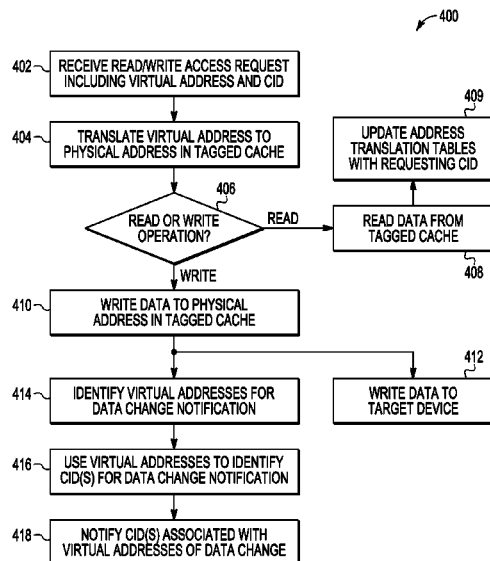 400
402
RECEIVE READ/WRITE ACCESS REQUEST
INCLUDING VIRTUAL ADDRESS AND CID
404
TRANSLATE VIRTUAL ADDRESS TO
PHYSICAL ADDRESS IN TAGGED CACHE
409
UPDATE ADDRESS
TRANSLATION TABLES
WITH REQUESTING CID
406
READ OR WRITE
OPERATION?
READ
READ DATA FROM
TAGGED CACHE
408
WRITE
410
WRITE DATA TO PHYSICAL
ADDRESS IN TAGGED CACHE
412
WRITE DATA TO
TARGET DEVICE
414
IDENTIFY VIRTUAL ADDRESSES FOR
DATA CHANGE NOTIFICATION
416
USE VIRTUAL ADDRESSES TO IDENTIFY
CID(S) FOR DATA CHANGE NOTIFICATION
418
NOTIFY CID(S) ASSOCIATED WITH
VIRTUAL ADDRESSES OF DATA CHANGE